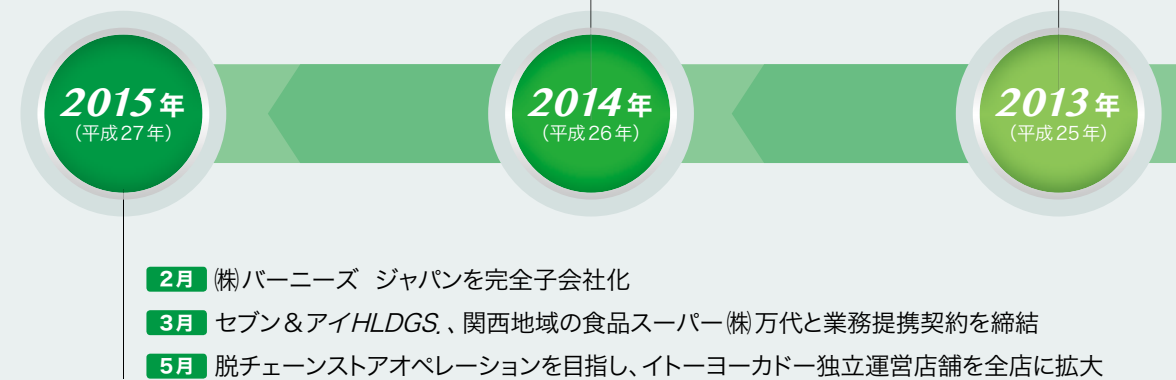 2015年
(平成27年)
2014年
(平成26年)
2013年
(平成25年)
2月 ㈱バーニーズ ジャパンを完全子会社化
3月 セブン&アイHLDGS.、関西地域の食品スーパー㈱万代と業務提携契約を締結
5月 脱チェーンストアオペレーションを目指し、イトーヨーカドー独立運営店舗を全店に拡大